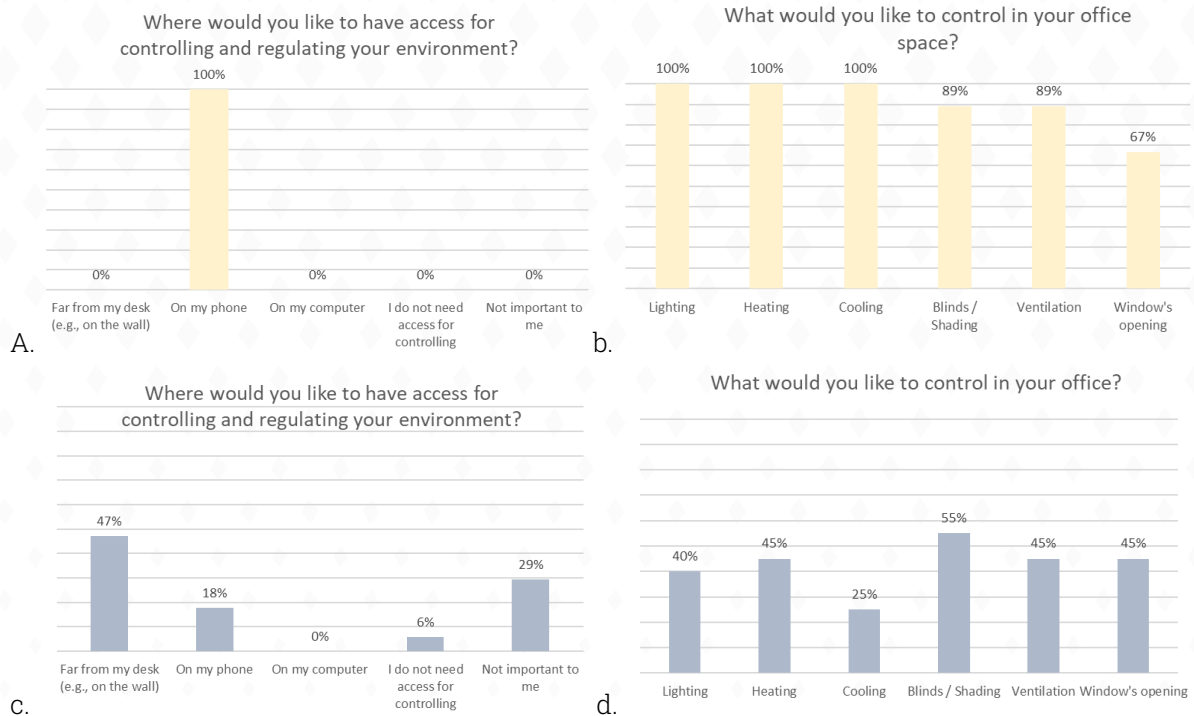 Where would you like to have access for
controlling and regulating your environment?
100%
0%
0%
0%
0%
Far from my desk
(e.g., on the wall)
On my phone
On my computer
I do not need
access for
controlling
Not important to
me
A.
What would you like to control in your office
space?
100%
100%
100%
89%
89%
67%
Lighting
Heating
Cooling
Blinds /
Shading
Ventilation
Window's
opening
b.
Where would you like to have access for
controlling and regulating your environment?
47%
18%
0%
6%
29%
Far from my desk
(e.g., on the wall)
On my phone
On my computer
I do not need
access for
controlling
Not important to
me
c.
What would you like to control in your office?
40%
45%
25%
55%
45%
45%
Lighting
Heating
Cooling
Blinds / Shading
Ventilation
Window's opening
d.